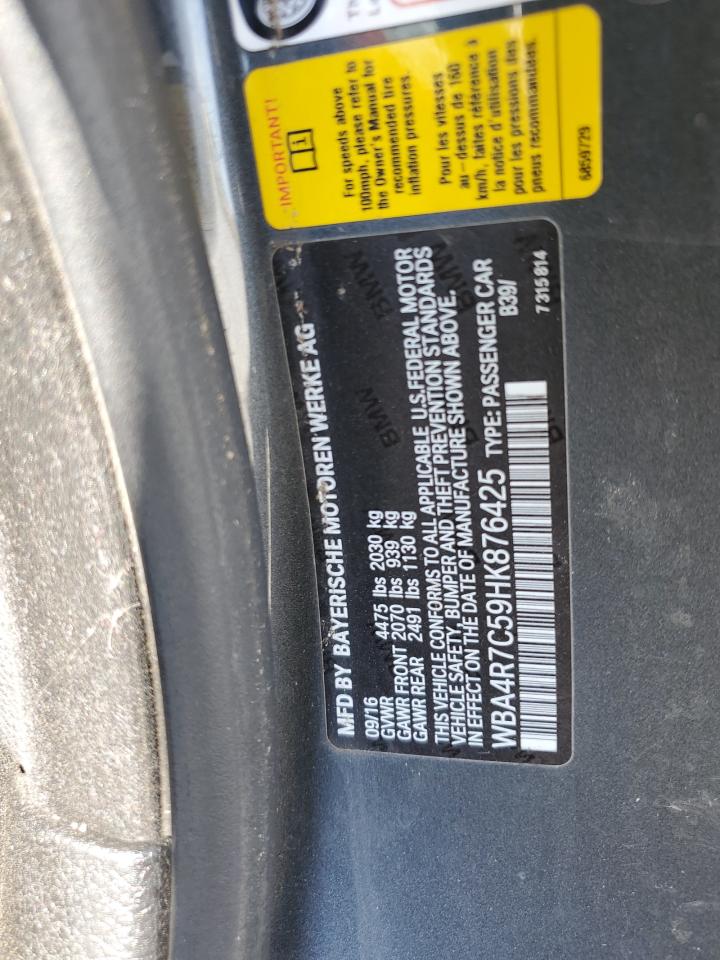 IMPORTANT!
For speeds above
100mph, please refer to
the Owner's Manual for
recommended tire
inflation pressures.
Pour les vitesses
au-dessus de 160
km/h, faites référence à
la notice d'utilisation
pour les pressions des
pneus recommandées.
6859729
MFD BY BAYERISCHE MOTOREN WERKE AG
09/16
GVWR 4475 lbs 2030 kg
GAWR FRONT 2070 lbs 939 kg
GAWR REAR 2491 lbs 1130 kg
THIS VEHICLE CONFORMS TO ALL APPLICABLE U.S.FEDERAL MOTOR
VEHICLE SAFETY, BUMPER AND THEFT PREVENTION STANDARDS
IN EFFECT ON THE DATE OF MANUFACTURE SHOWN ABOVE.
WBA4R7C59HK876425 TYPE: PASSENGER CAR
B39/
7315814
BMW
BMW
BMW